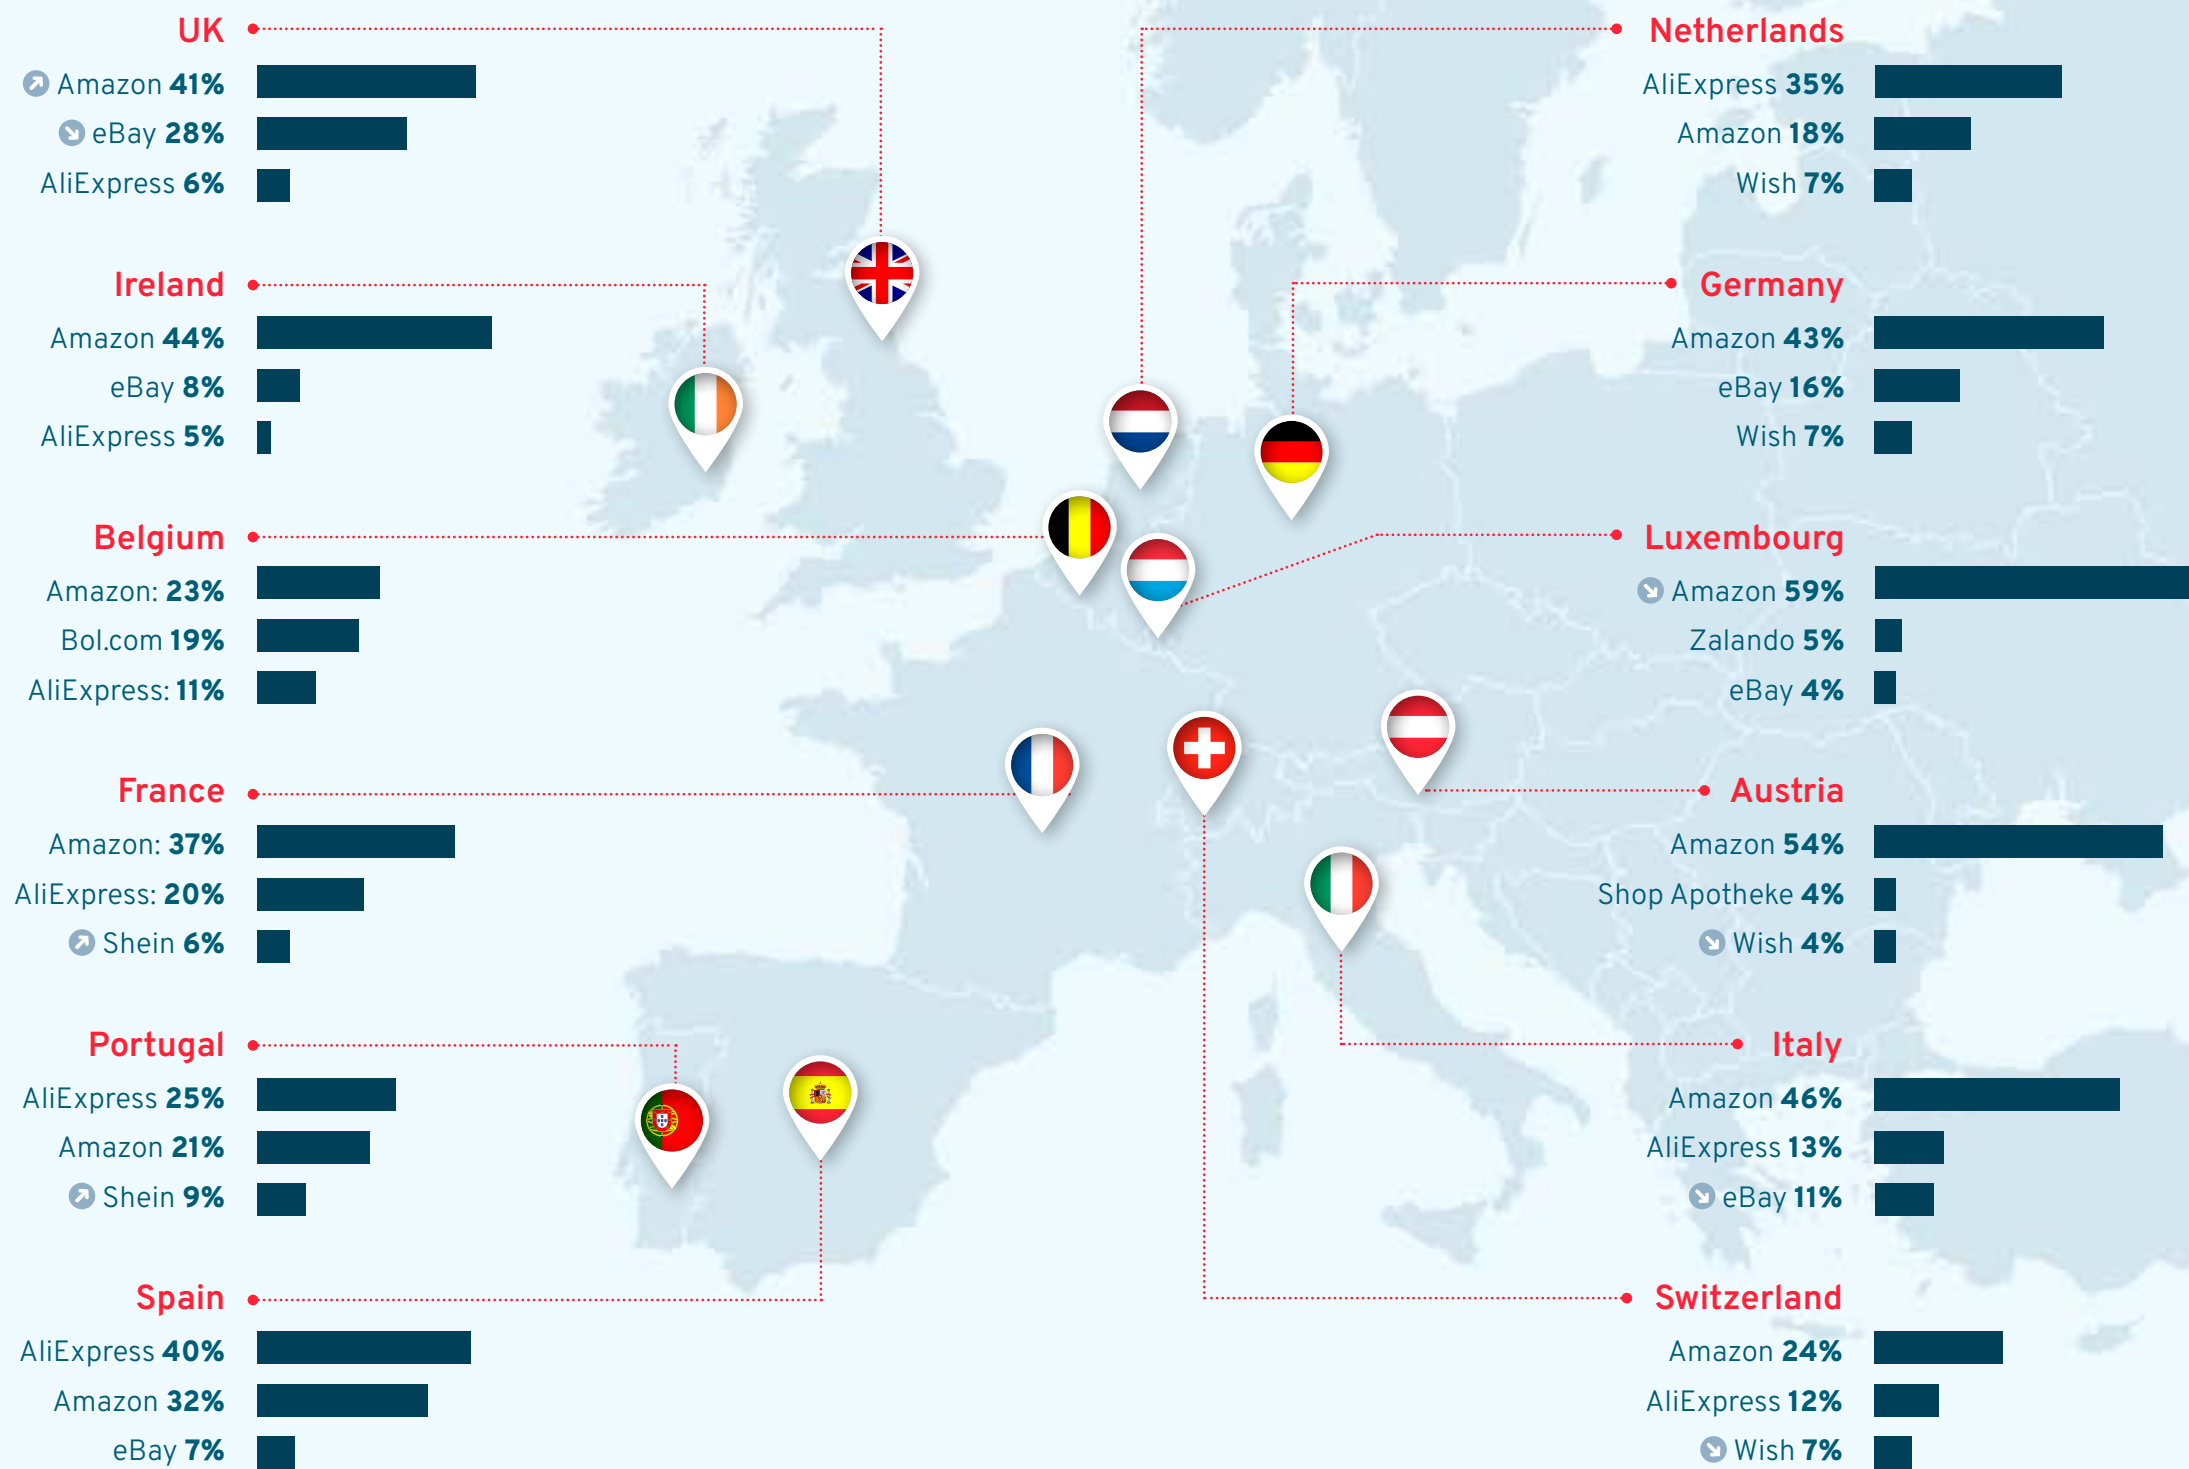 UK
Amazon 41%
eBay 28%
AliExpress 6%
Ireland
Amazon 44%
eBay 8%
AliExpress 5%
Belgium
Amazon: 23%
Bol.com 19%
AliExpress: 11%
France
Amazon: 37%
AliExpress: 20%
Shein 6%
Portugal
AliExpress 25%
Amazon 21%
Shein 9%
Spain
AliExpress 40%
Amazon 32%
eBay 7%
Netherlands
AliExpress 35%
Amazon 18%
Wish 7%
Germany
Amazon 43%
eBay 16%
Wish 7%
Luxembourg
Amazon 59%
Zalando 5%
eBay 4%
Austria
Amazon 54%
Shop Apotheke 4%
Wish 4%
Italy
Amazon 46%
AliExpress 13%
eBay 11%
Switzerland
Amazon 24%
AliExpress 12%
Wish 7%